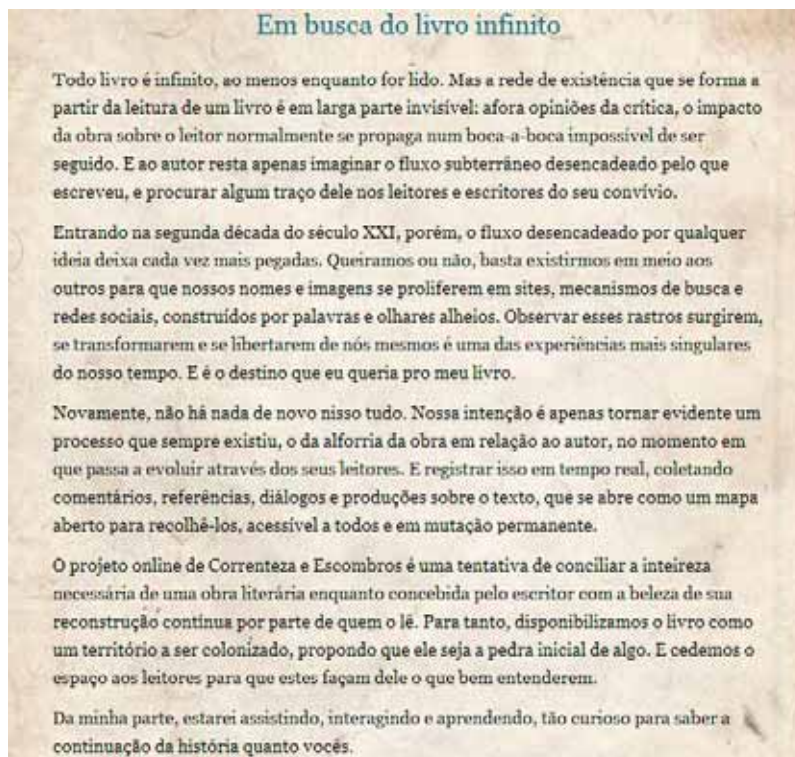 Em busca do livro infinito
Todo livro é infinito, ao menos enquanto for lido. Mas a rede de existência que se forma a
partir da leitura de um livro é em larga parte invisível: afora opiniões da crítica, o impacto
da obra sobre o leitor normalmente se propaga num boca-a-boca impossível de ser
seguido. E ao autor resta apenas imaginar o fluxo subterrâneo desencadeado pelo que
escreveu, e procurar algum traço dele nos leitores e escritores do seu convívio.
Entrando na segunda década do século XXI, porém, o fluxo desencadeado por qualquer
ideia deixa cada vez mais pegadas. Queiramos ou não, basta existirmos em meio aos
outros para que nossos nomes e imagens se proliferem em sites, mecanismos de busca e
redes sociais, construídos por palavras e olhares alheios. Observar esses rastros surgirem,
se transformarem e se libertarem de nós mesmos é uma das experiências mais singulares
do nosso tempo. E é o destino que eu queria pro meu livro.
Novamente, não há nada de novo nisso tudo. Nossa intenção é apenas tornar evidente um
processo que sempre existiu, o da alforria da obra em relação ao autor, no momento em
que passa a evoluir através dos seus leitores. E registrar isso em tempo real, coletando
comentários, referências, diálogos e produções sobre o texto, que se abre como um mapa
aberto para recolhê-los, acessível a todos e em mutação permanente.
O projeto online de Correnteza e Escombros é uma tentativa de conciliar a inteireza
necessária de uma obra literária enquanto concebida pelo escritor com a beleza de sua
reconstrução contínua por parte de quem o lê. Para tanto, disponibilizamos o livro como
um território a ser colonizado, propondo que ele seja a pedra inicial de algo. E cedemos o
espaço aos leitores para que estes façam dele o que bem entenderem.
Da minha parte, estarei assistindo, interagindo e aprendendo, tão curioso para saber a
continuação da história quanto vocês.